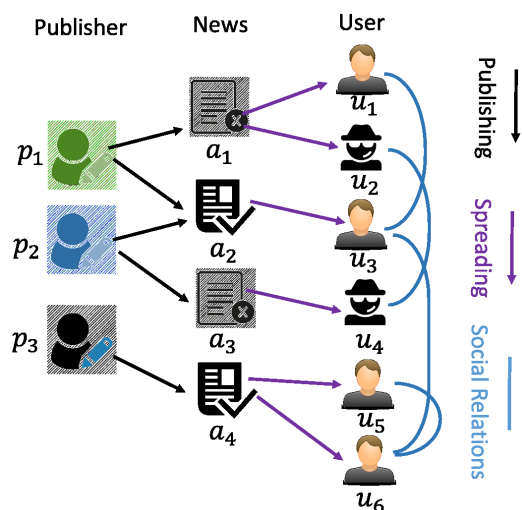 Publisher News User
u1
p1
a1
u2
p2
a2
u3
a3
p3
u4
u5
a4
u6
Publishing
Spreading
Social Relations